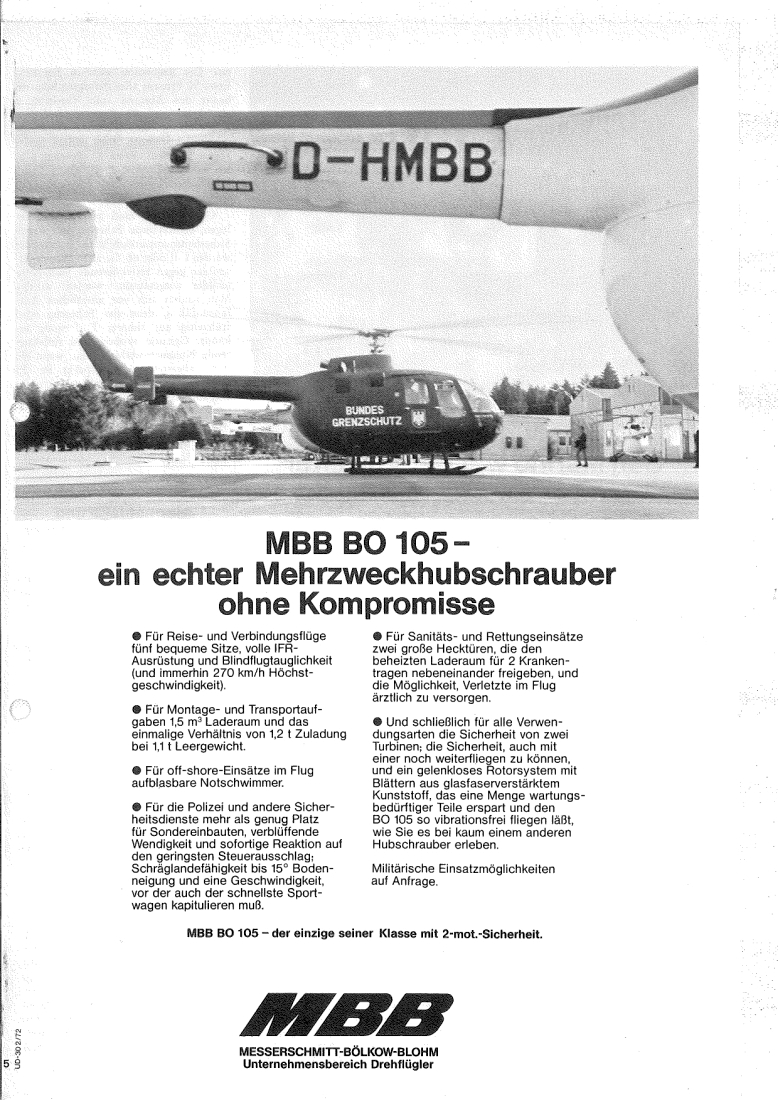 D-HMBB
BUNDES
GRENZSCHUTZ
MBB BO 105 –
ein echter Mehrzweckhubschrauber
ohne Kompromisse
● Für Reise- und Verbindungsflüge
fünf bequeme Sitze, volle IFR-
Ausrüstung und Blindflugtauglichkeit
(und immerhin 270 km/h Höchst-
geschwindigkeit).
● Für Montage- und Transportauf-
gaben 1,5 m³ Laderaum und das
einmalige Verhältnis von 1,2 t Zuladung
bei 1,1 t Leergewicht.
● Für off-shore-Einsätze im Flug
aufblasbare Notschwimmer.
● Für die Polizei und andere Sicher-
heitsdienste mehr als genug Platz
für Sondereinbauten, verblüffende
Wendigkeit und sofortige Reaktion auf
den geringsten Steuerausschlag;
Schräglandefähigkeit bis 15° Boden-
neigung und eine Geschwindigkeit,
vor der auch der schnellste Sport-
wagen kapitulieren muß.
● Für Sanitäts- und Rettungseinsätze
zwei große Hecktüren, die den
beheizten Laderaum für 2 Kranken-
tragen nebeneinander freigeben, und
die Möglichkeit, Verletzte im Flug
ärztlich zu versorgen.
● Und schließlich für alle Verwen-
dungsarten die Sicherheit von zwei
Turbinen; die Sicherheit, auch mit
einer noch weiterfliegen zu können,
und ein gelenkloses Rotorsystem mit
Blättern aus glasfaserverstärktem
Kunststoff, das eine Menge wartungs-
bedürftiger Teile erspart und den
BO 105 so vibrationsfrei fliegen läßt,
wie Sie es bei kaum einem anderen
Hubschrauber erleben.
Militärische Einsatzmöglichkeiten
auf Anfrage.
MBB BO 105 – der einzige seiner Klasse mit 2-mot.-Sicherheit.
MBB
MESSERSCHMITT-BÖLKOW-BLOHM
Unternehmensbereich Drehflügler
UD-30 2/72
5